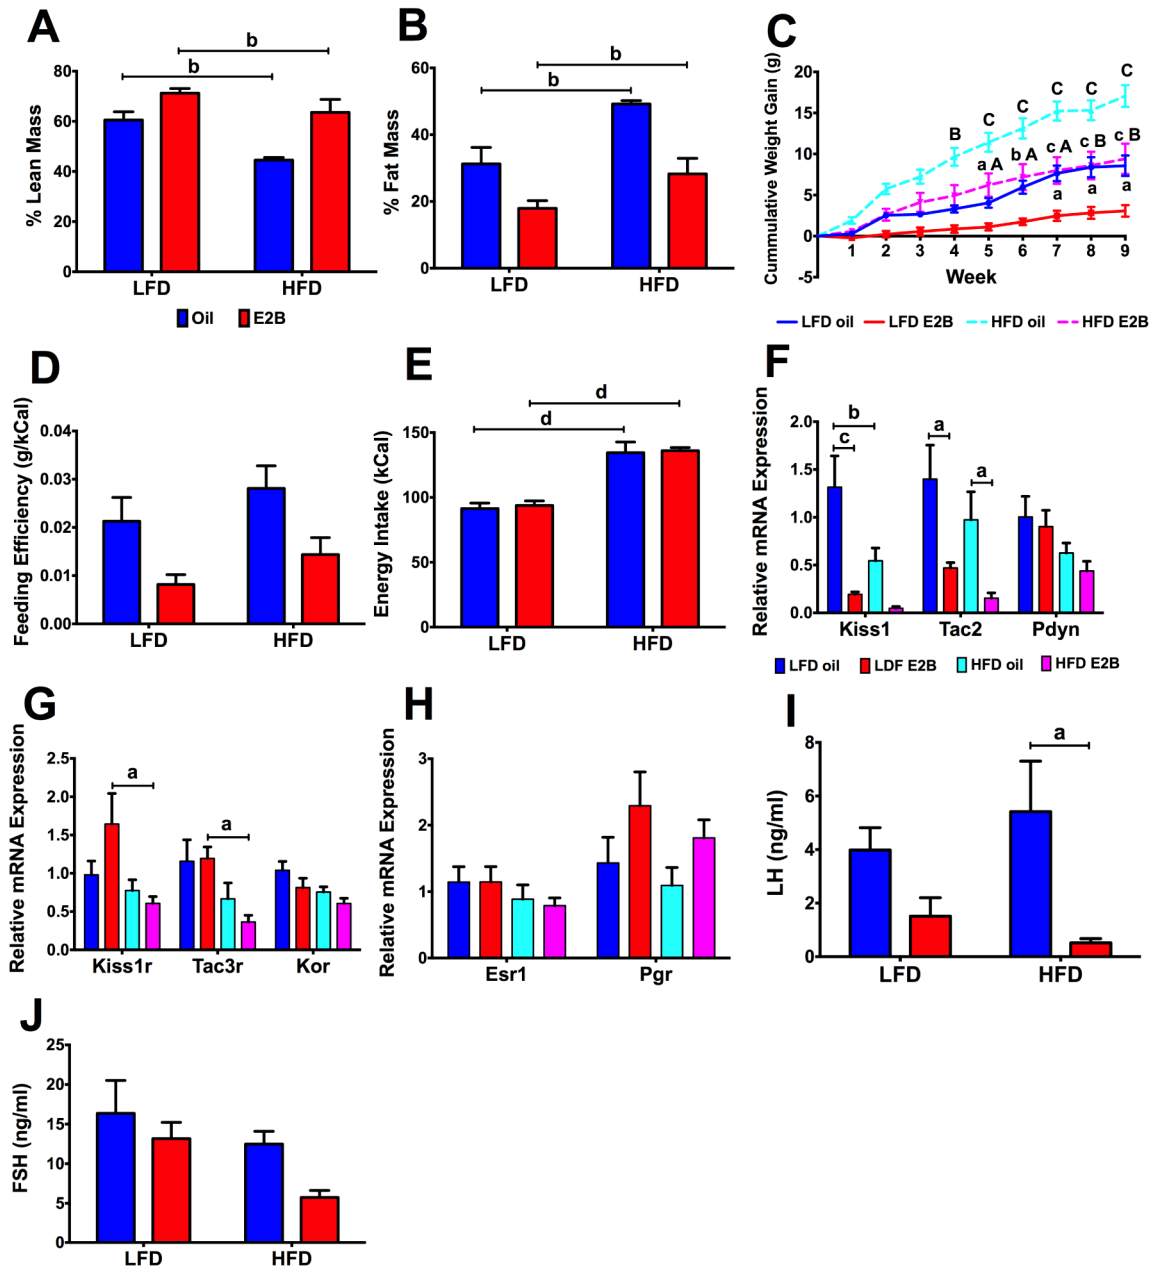 A
b
b
% Lean Mass
80
60
40
20
0
LFD
HFD
Oil
E2B
B
b
b
% Fat Mass
60
40
20
0
LFD
HFD
C
Cummulative Weight Gain (g)
20
15
10
5
0
-5
B
C
C
C
C
C
a A
b A
c A
c B
c B
a
a
a
1 2 3 4 5 6 7 8 9
Week
LFD oil
LFD E2B
HFD oil
HFD E2B
D
Feeding Efficiency (g/kCal)
0.04
0.03
0.02
0.01
0.00
LFD
HFD
E
d
d
Energy Intake (kCal)
150
100
50
0
LFD
HFD
F
Relative mRNA Expression
2.0
1.5
1.0
0.5
0.0
b
c
a
a
Kiss1
Tac2
Pdyn
LFD oil
LDF E2B
HFD oil
HFD E2B
G
Relative mRNA Expression
2.5
2.0
1.5
1.0
0.5
0.0
a
a
Kiss1r
Tac3r
Kor
H
Relative mRNA Expression
3
2
1
0
Esr1
Pgr
I
LH (ng/ml)
8
6
4
2
0
a
LFD
HFD
J
FSH (ng/ml)
25
20
15
10
5
0
LFD
HFD